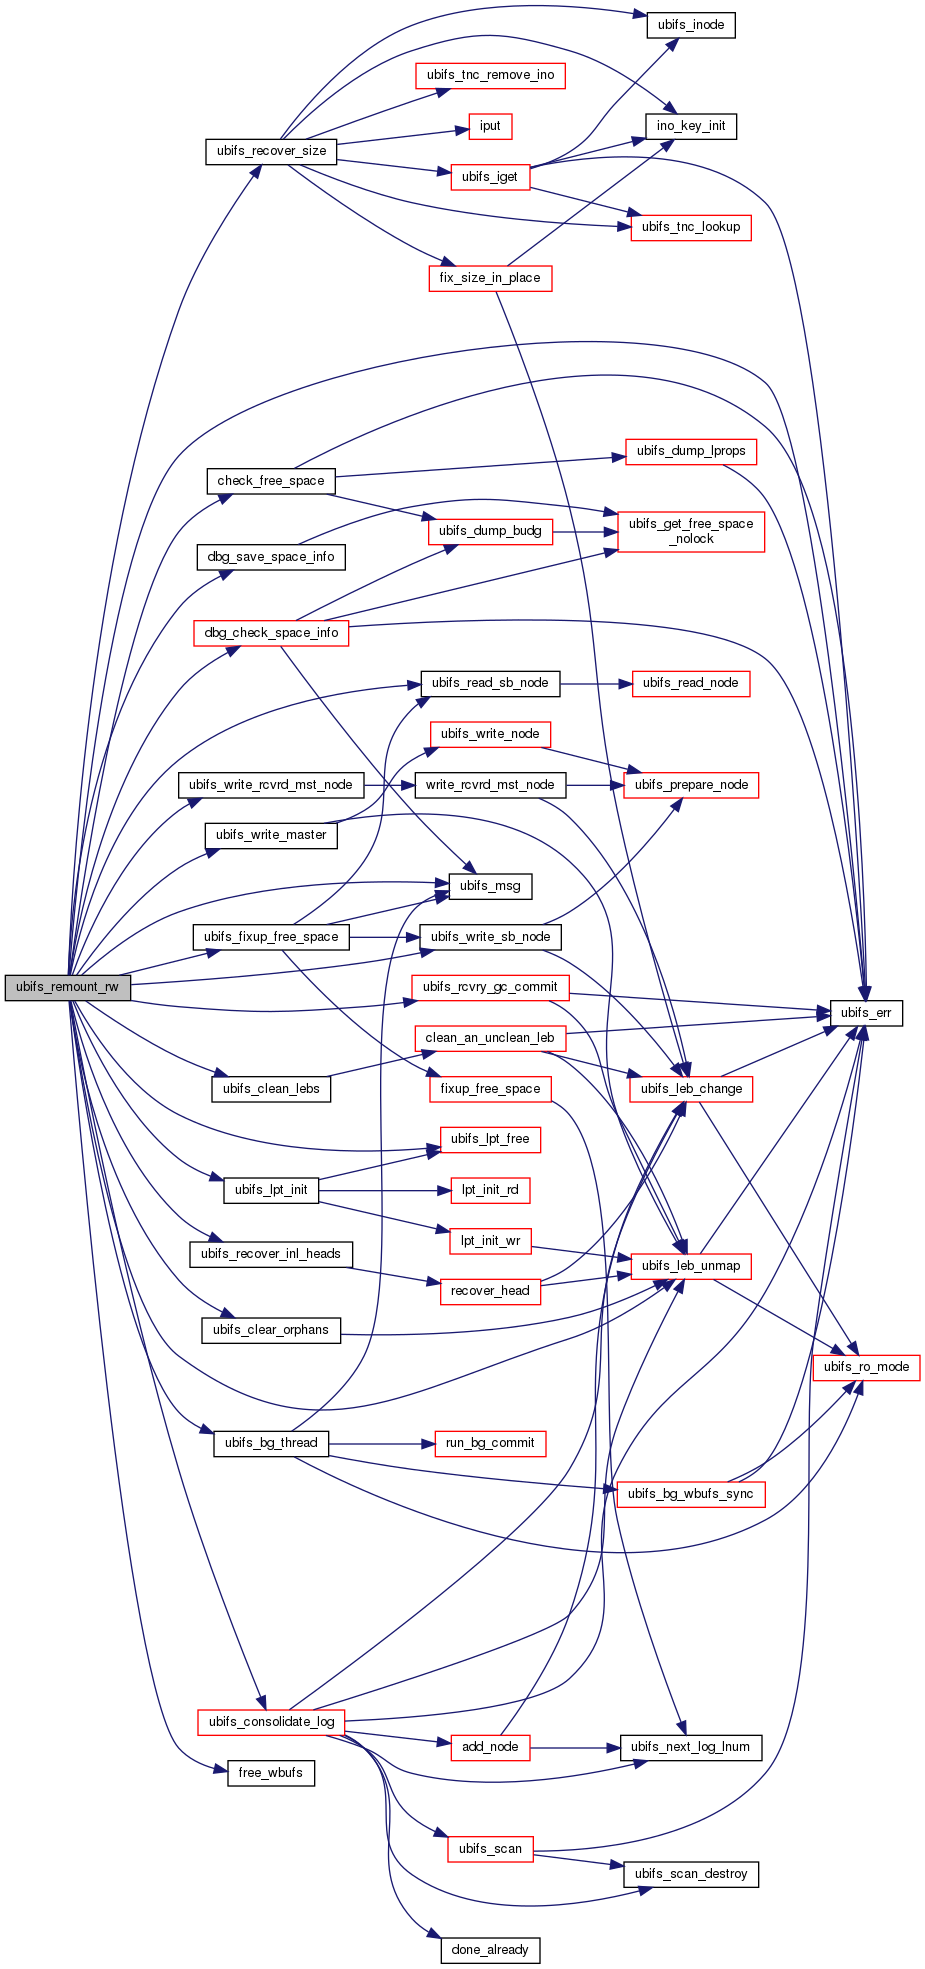 ubifs_inode
ubifs_tnc_remove_ino
iput
ino_key_init
ubifs_recover_size
ubifs_iget
ubifs_tnc_lookup
fix_size_in_place
ubifs_dump_lprops
check_free_space
ubifs_dump_budg
ubifs_get_free_space
_nolock
dbg_save_space_info
dbg_check_space_info
ubifs_read_sb_node
ubifs_read_node
ubifs_write_node
ubifs_write_rcvrd_mst_node
write_rcvrd_mst_node
ubifs_prepare_node
ubifs_write_master
ubifs_msg
ubifs_fixup_free_space
ubifs_write_sb_node
ubifs_remount_rw
ubifs_rcvry_gc_commit
ubifs_err
clean_an_unclean_leb
ubifs_clean_lebs
fixup_free_space
ubifs_leb_change
ubifs_lpt_free
ubifs_lpt_init
lpt_init_rd
lpt_init_wr
ubifs_recover_inl_heads
ubifs_leb_unmap
recover_head
ubifs_clear_orphans
ubifs_ro_mode
ubifs_bg_thread
run_bg_commit
ubifs_bg_wbufs_sync
ubifs_consolidate_log
add_node
ubifs_next_log_lnum
free_wbufs
ubifs_scan
ubifs_scan_destroy
done_already